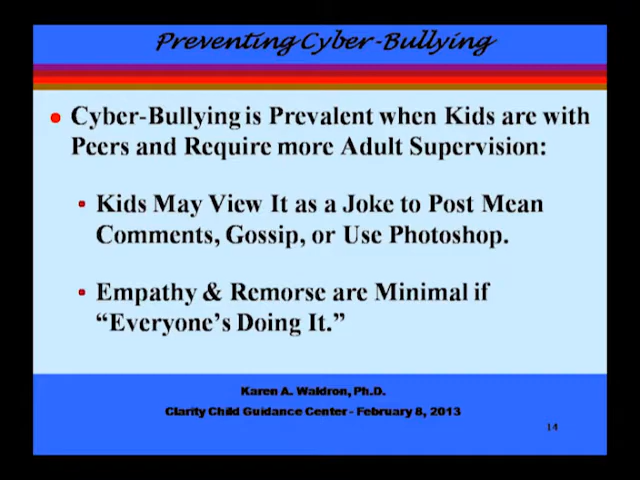 Preventing Cyber-Bullying
Cyber-Bullying is Prevalent when Kids are with
Peers and Require more Adult Supervision:
Kids May View It as a Joke to Post Mean
Comments, Gossip, or Use Photoshop.
Empathy & Remorse are Minimal if
“Everyone’s Doing It.”
Karen A. Waldron, Ph.D.
Clarity Child Guidance Center - February 8, 2013
14